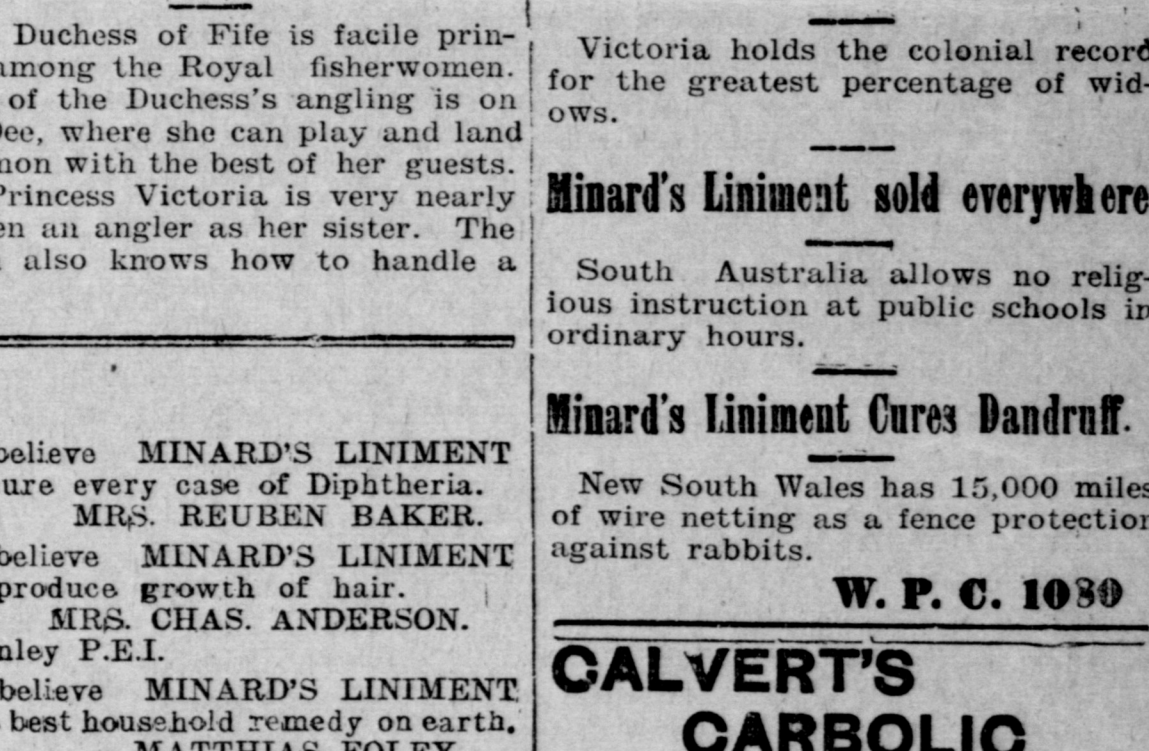 Duchess of Fife is facile prin-
among the Royal fisherwomen.
of the Duchess's angling is on
Dee, where she can play and land
mon with the best of her guests.
Princess Victoria is very nearly
en an angler as her sister. The
also knows how to handle a
believe MINARD'S LINIMENT
ure every case of Diphtheria.
MRS. REUBEN BAKER.
believe MINARD'S LINIMENT
produce growth of hair.
MRS. CHAS. ANDERSON.
nley P.E.I.
believe MINARD'S LINIMENT
best household remedy on earth.
MATTHIAS FOLEY
Victoria holds the colonial record
for the greatest percentage of wid-
ows.
Minard's Liniment sold everywhere
South Australia allows no relig-
ious instruction at public schools in
ordinary hours.
Minard's Liniment Cures Dandruff.
New South Wales has 15,000 miles
of wire netting as a fence protection
against rabbits.
W. P. C. 1080
CALVERT'S
CARBOLIC